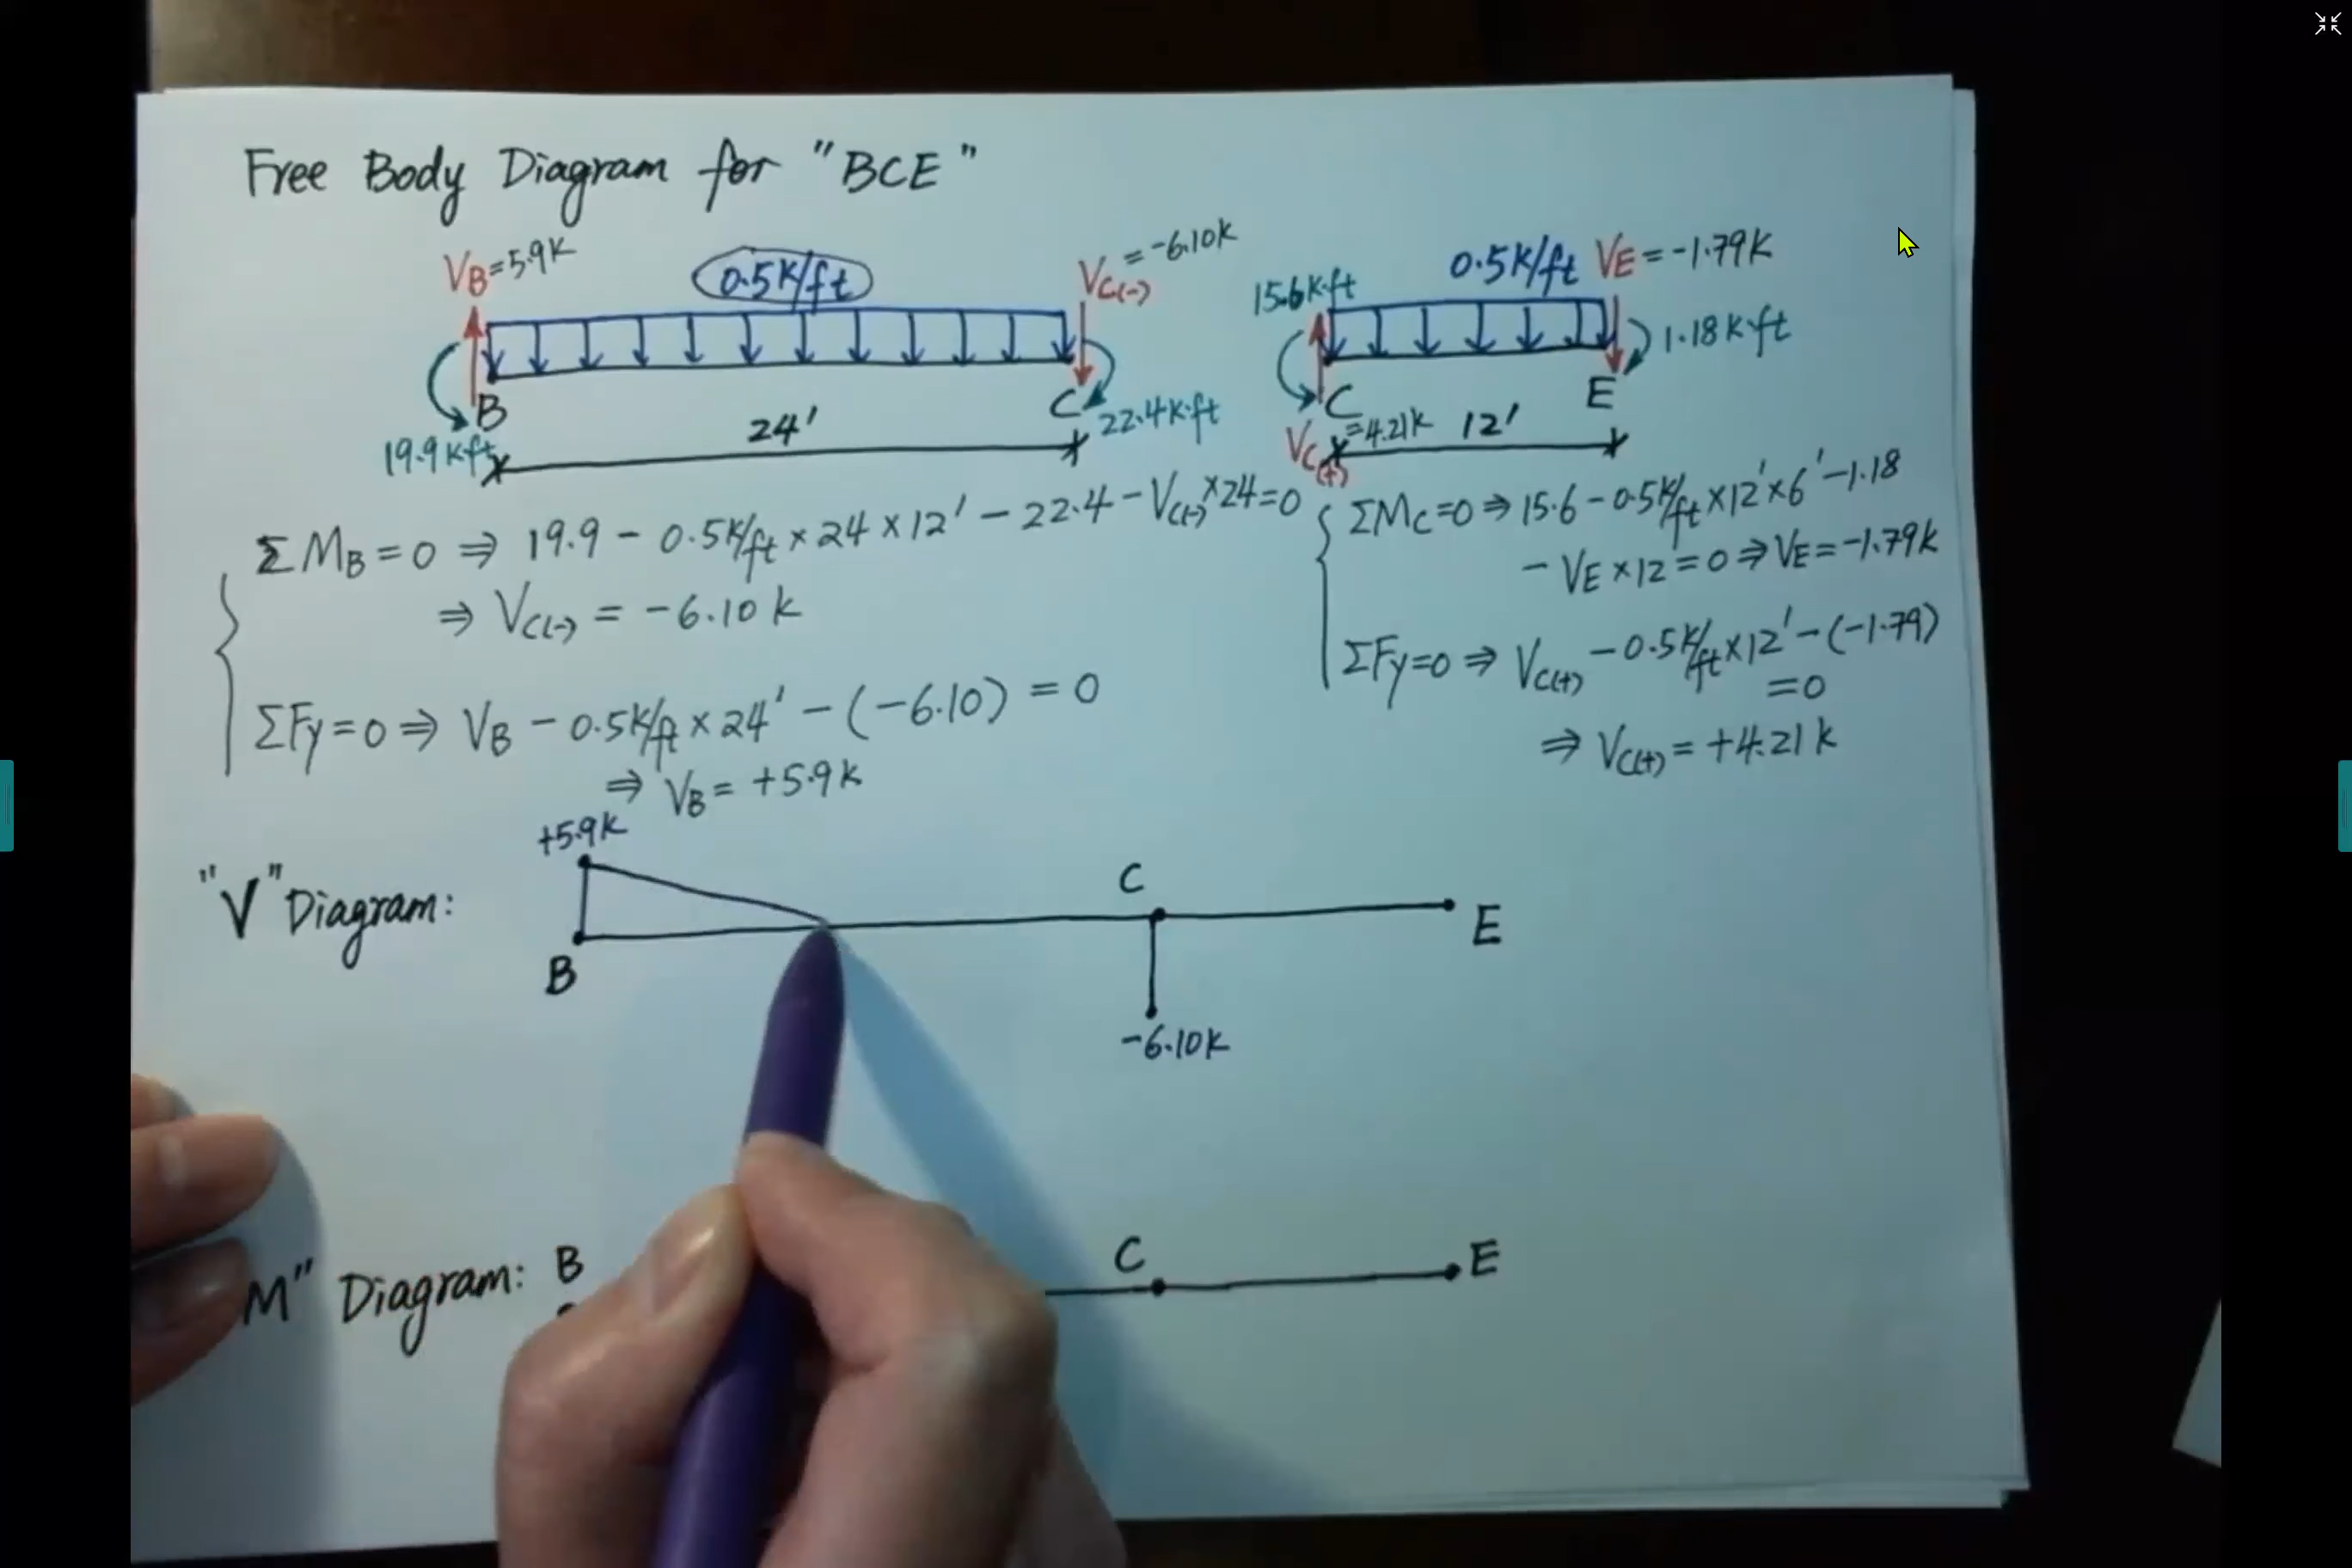 Free Body Diagram for "BCE"
VB=5.9K
0.5K/ft
VC(-) = -6.10K
15.6K·ft
0.5K/ft
VE = -1.79K
1.18K·ft
B
C
C
E
19.9K·ft
24'
22.4K·ft
VC(+) =4.21K
12'
ΣMB=0 ⇒ 19.9 - 0.5K/ft × 24 × 12' - 22.4 - VC(-) × 24 = 0
⇒ VC(-) = -6.10 K
ΣFy=0 ⇒ VB - 0.5K/ft × 24' - (-6.10) = 0
⇒ VB = +5.9K
ΣMC=0 ⇒ 15.6 - 0.5K/ft × 12' × 6' - 1.18
- VE × 12 = 0 ⇒ VE = -1.79K
ΣFy=0 ⇒ VC(+) - 0.5K/ft × 12' - (-1.79)
=0
⇒ VC(+) = +4.21 K
"V" Diagram:
+5.9K
B
C
E
-6.10K
M" Diagram:
B
C
E